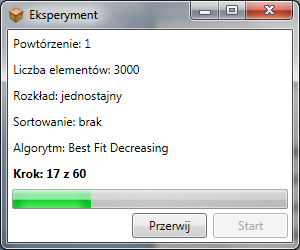 Eksperyment
Powtórzenie: 1
Liczba elementów: 3000
Rozkład: jednostajny
Sortowanie: brak
Algorytm: Best Fit Decreasing
Krok: 17 z 60
Przerwij
Start